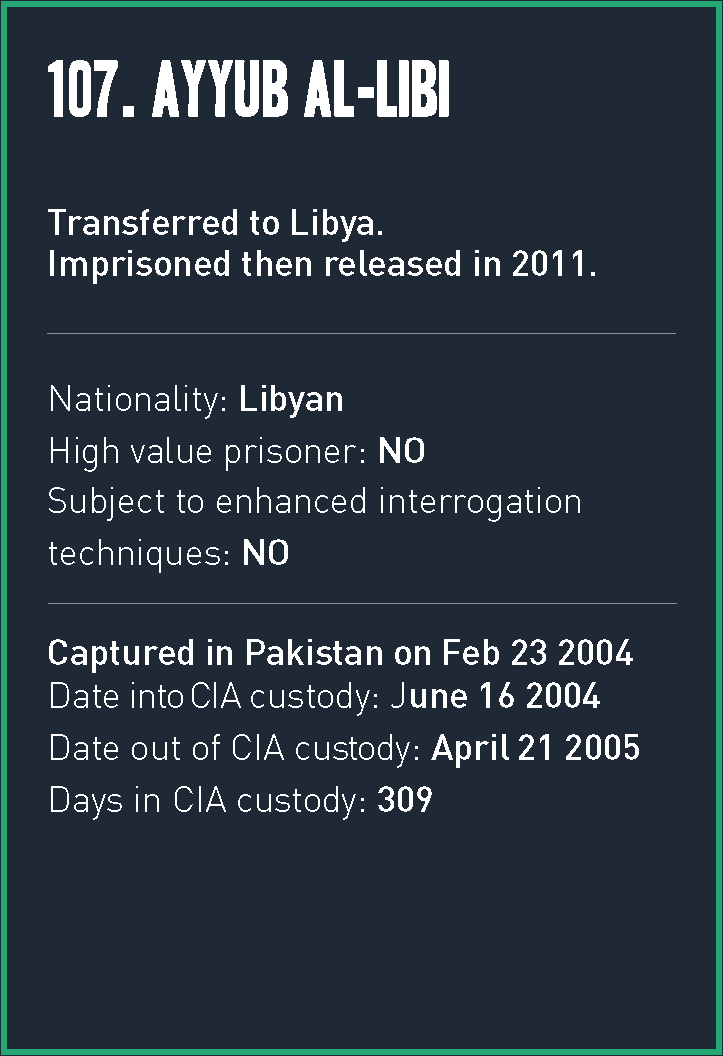 107. AYYUB AL-LIBI
Transferred to Libya.
Imprisoned then released in 2011.
Nationality: Libyan
High value prisoner: NO
Subject to enhanced interrogation
techniques: NO
Captured in Pakistan on Feb 23 2004
Date into CIA custody: June 16 2004
Date out of CIA custody: April 21 2005
Days in CIA custody: 309